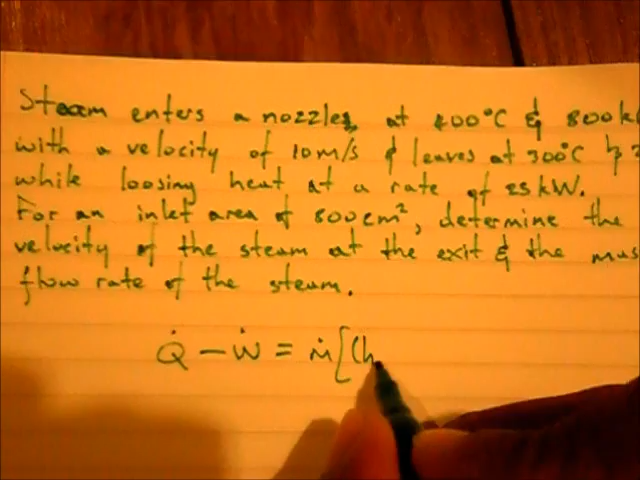 Steam enters a nozzles at 400°C & 800k
with a velocity of 10m/s & leaves at 300°C &
while loosing heat at a rate of 25kW.
For an inlet area of 800cm², determine the
velocity of the steam at the exit & the mas
flow rate of the steam.
Q̇ – Ẇ = ṁ[(h